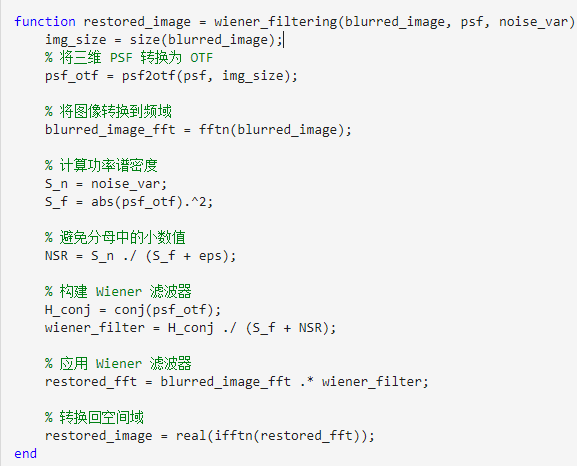 function restored_image = wiener_filtering(blurred_image, psf, noise_var)
img_size = size(blurred_image);
% 将三维 PSF 转换为 OTF
psf_otf = psf2otf(psf, img_size);
% 将图像转换到频域
blurred_image_fft = fftn(blurred_image);
% 计算功率谱密度
S_n = noise_var;
S_f = abs(psf_otf).^2;
% 避免分母中的小数值
NSR = S_n ./ (S_f + eps);
% 构建 Wiener 滤波器
H_conj = conj(psf_otf);
wiener_filter = H_conj ./ (S_f + NSR);
% 应用 Wiener 滤波器
restored_fft = blurred_image_fft .* wiener_filter;
% 转换回空间域
restored_image = real(ifftn(restored_fft));
end